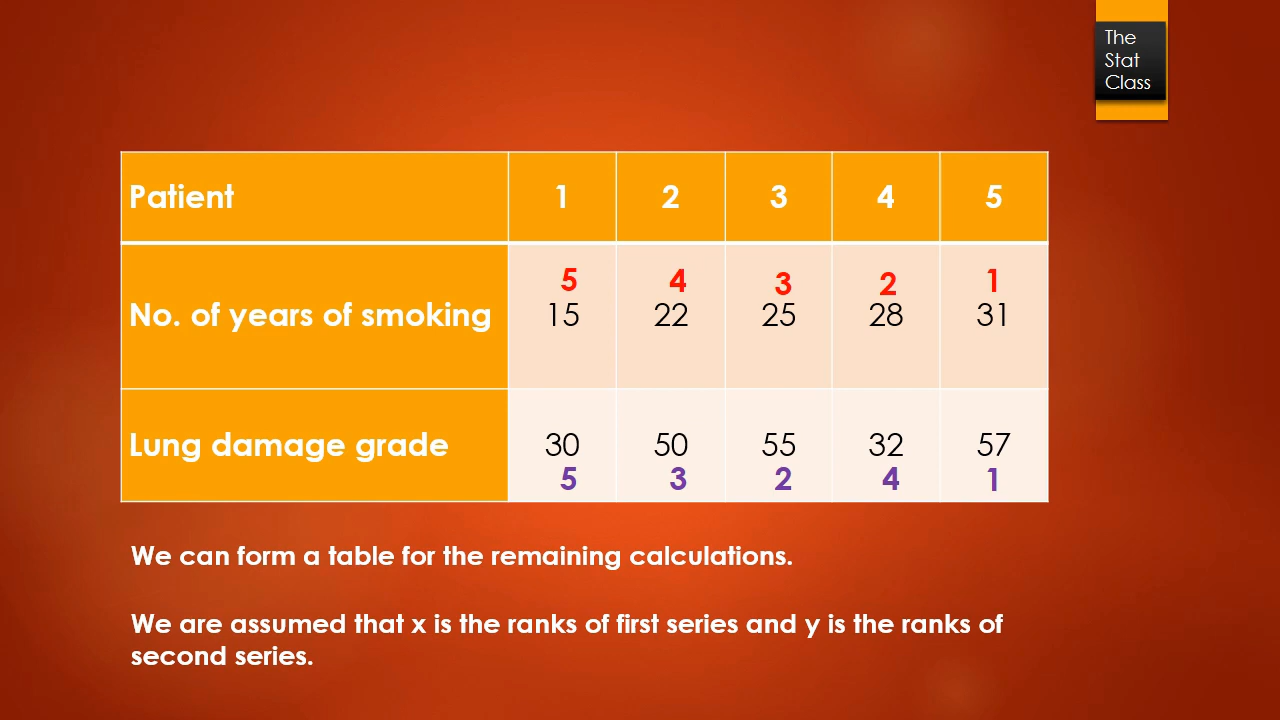 The
Stat
Class
Patient 1 2 3 4 5
5 4 3 2 1
No. of years of smoking 15 22 25 28 31
Lung damage grade 30 50 55 32 57
5 3 2 4 1
We can form a table for the remaining calculations.
We are assumed that x is the ranks of first series and y is the ranks of
second series.